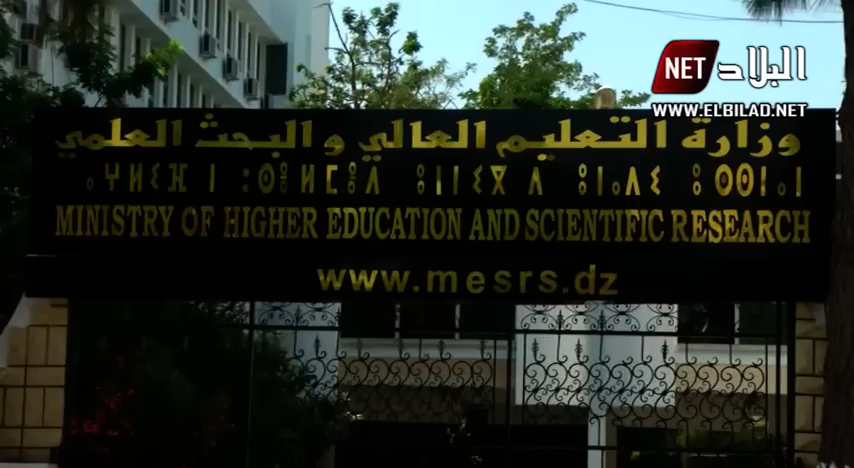 NET البلاد
WWW.ELBILAD.NET
وزارة التعليم العالي و البحث العلمي
MINISTRY OF HIGHER EDUCATION AND SCIENTIFIC RESEARCH
www.mesrs.dz